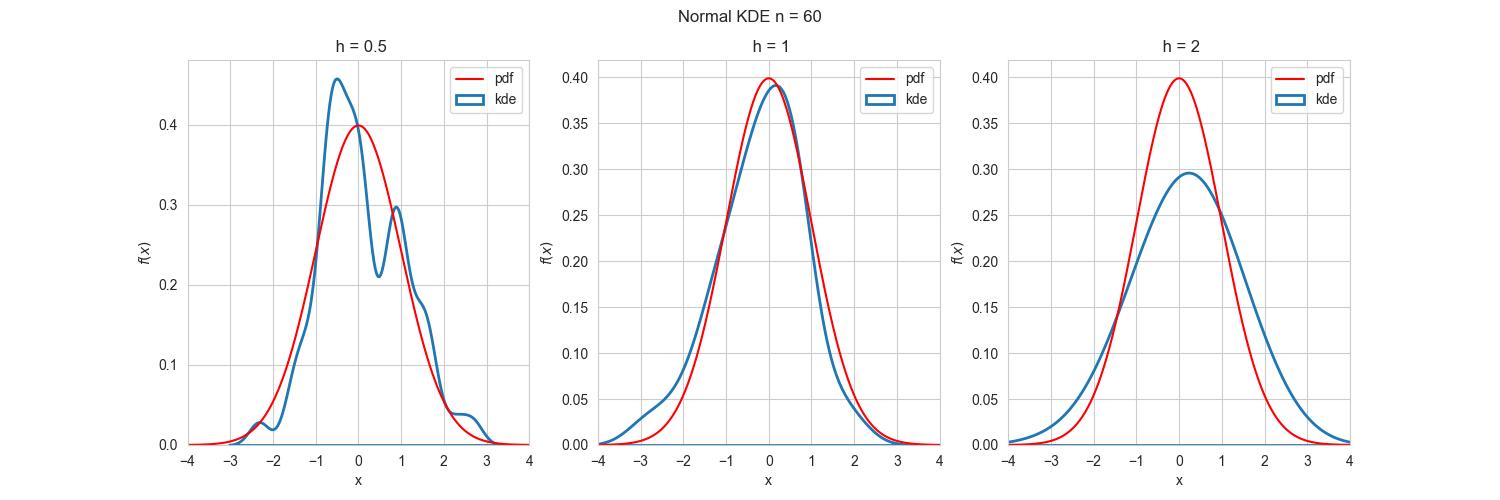 Normal KDE n = 60
h = 0.5
pdf
kde
f(x)
0.4
0.3
0.2
0.1
0.0
−4 −3 −2 −1 0 1 2 3 4
x
h = 1
pdf
kde
f(x)
0.40
0.35
0.30
0.25
0.20
0.15
0.10
0.05
0.00
−4 −3 −2 −1 0 1 2 3 4
x
h = 2
pdf
kde
f(x)
0.40
0.35
0.30
0.25
0.20
0.15
0.10
0.05
0.00
−4 −3 −2 −1 0 1 2 3 4
x